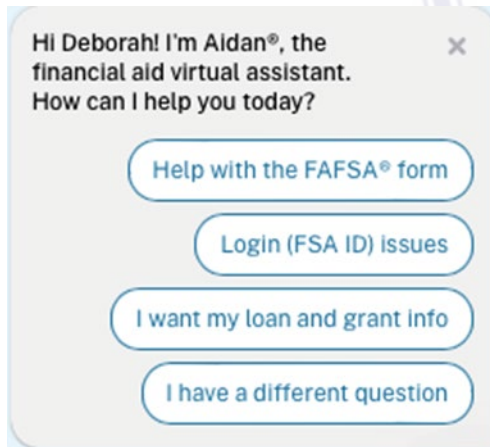 Hi Deborah! I'm Aidan®, the
financial aid virtual assistant.
How can I help you today?
Help with the FAFSA® form
Login (FSA ID) issues
I want my loan and grant info
I have a different question